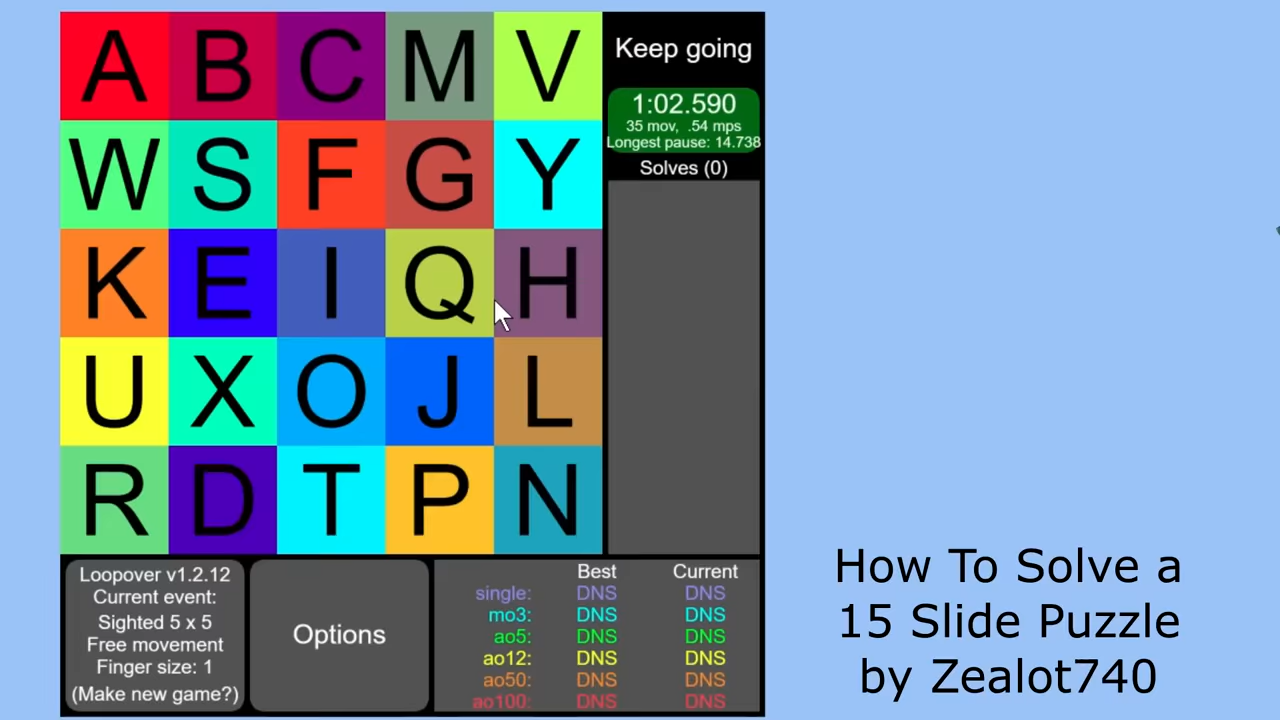 A B C M V
Keep going
1:02.590
35 mov, .54 mps
Longest pause: 14.738
Solves (0)
W S F G Y
K E I Q H
U X O J L
R D T P N
Loopover v1.2.12
Current event:
Sighted 5 x 5
Free movement
Finger size: 1
(Make new game?)
Options
Best Current
single: DNS DNS
mo3: DNS DNS
ao5: DNS DNS
ao12: DNS DNS
ao50: DNS DNS
ao100: DNS DNS
How To Solve a
15 Slide Puzzle
by Zealot740